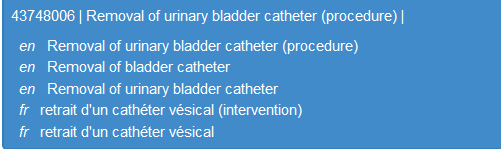 43748006 | Removal of urinary bladder catheter (procedure) |
en Removal of urinary bladder catheter (procedure)
en Removal of bladder catheter
en Removal of urinary bladder catheter
fr retrait d'un cathéter vésical (intervention)
fr retrait d'un cathéter vésical